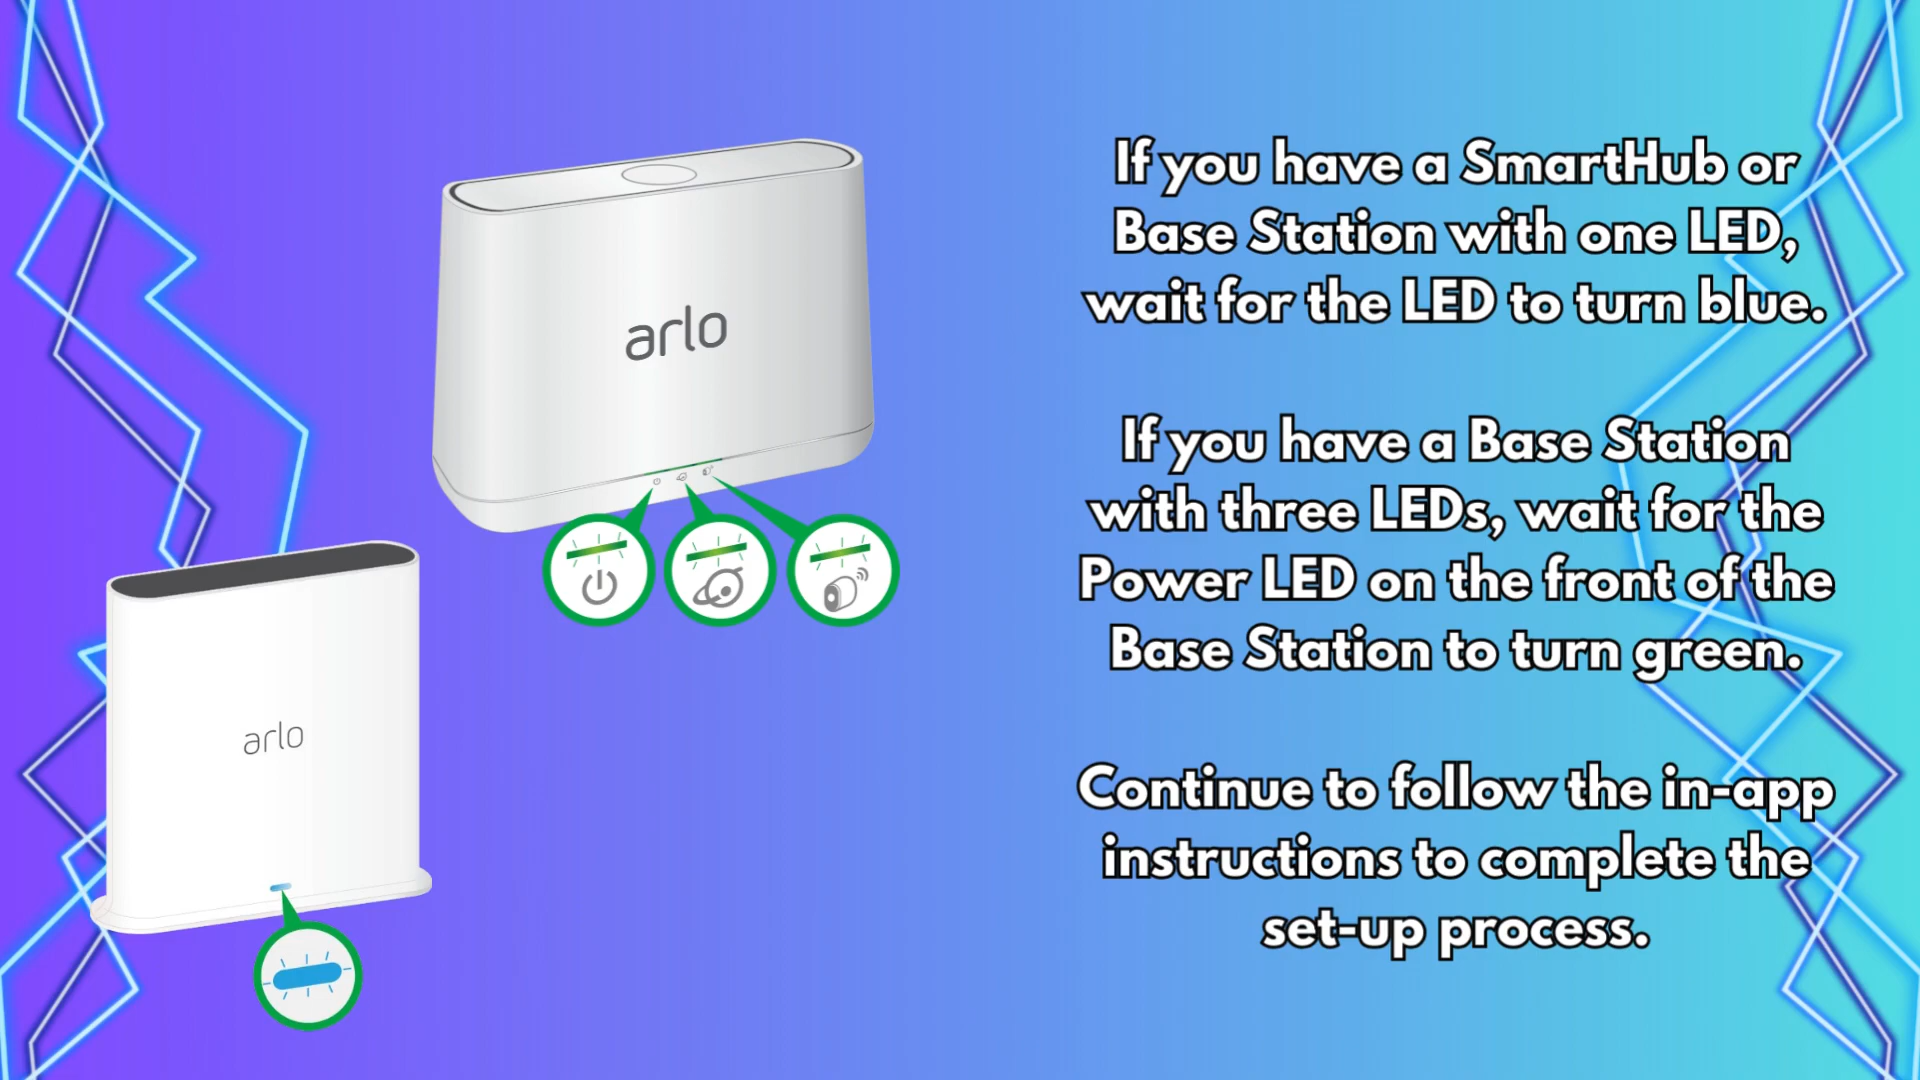 If you have a SmartHub or
Base Station with one LED,
wait for the LED to turn blue.
If you have a Base Station
with three LEDs, wait for the
Power LED on the front of the
Base Station to turn green.
Continue to follow the in-app
instructions to complete the
set-up process.
arlo
arlo